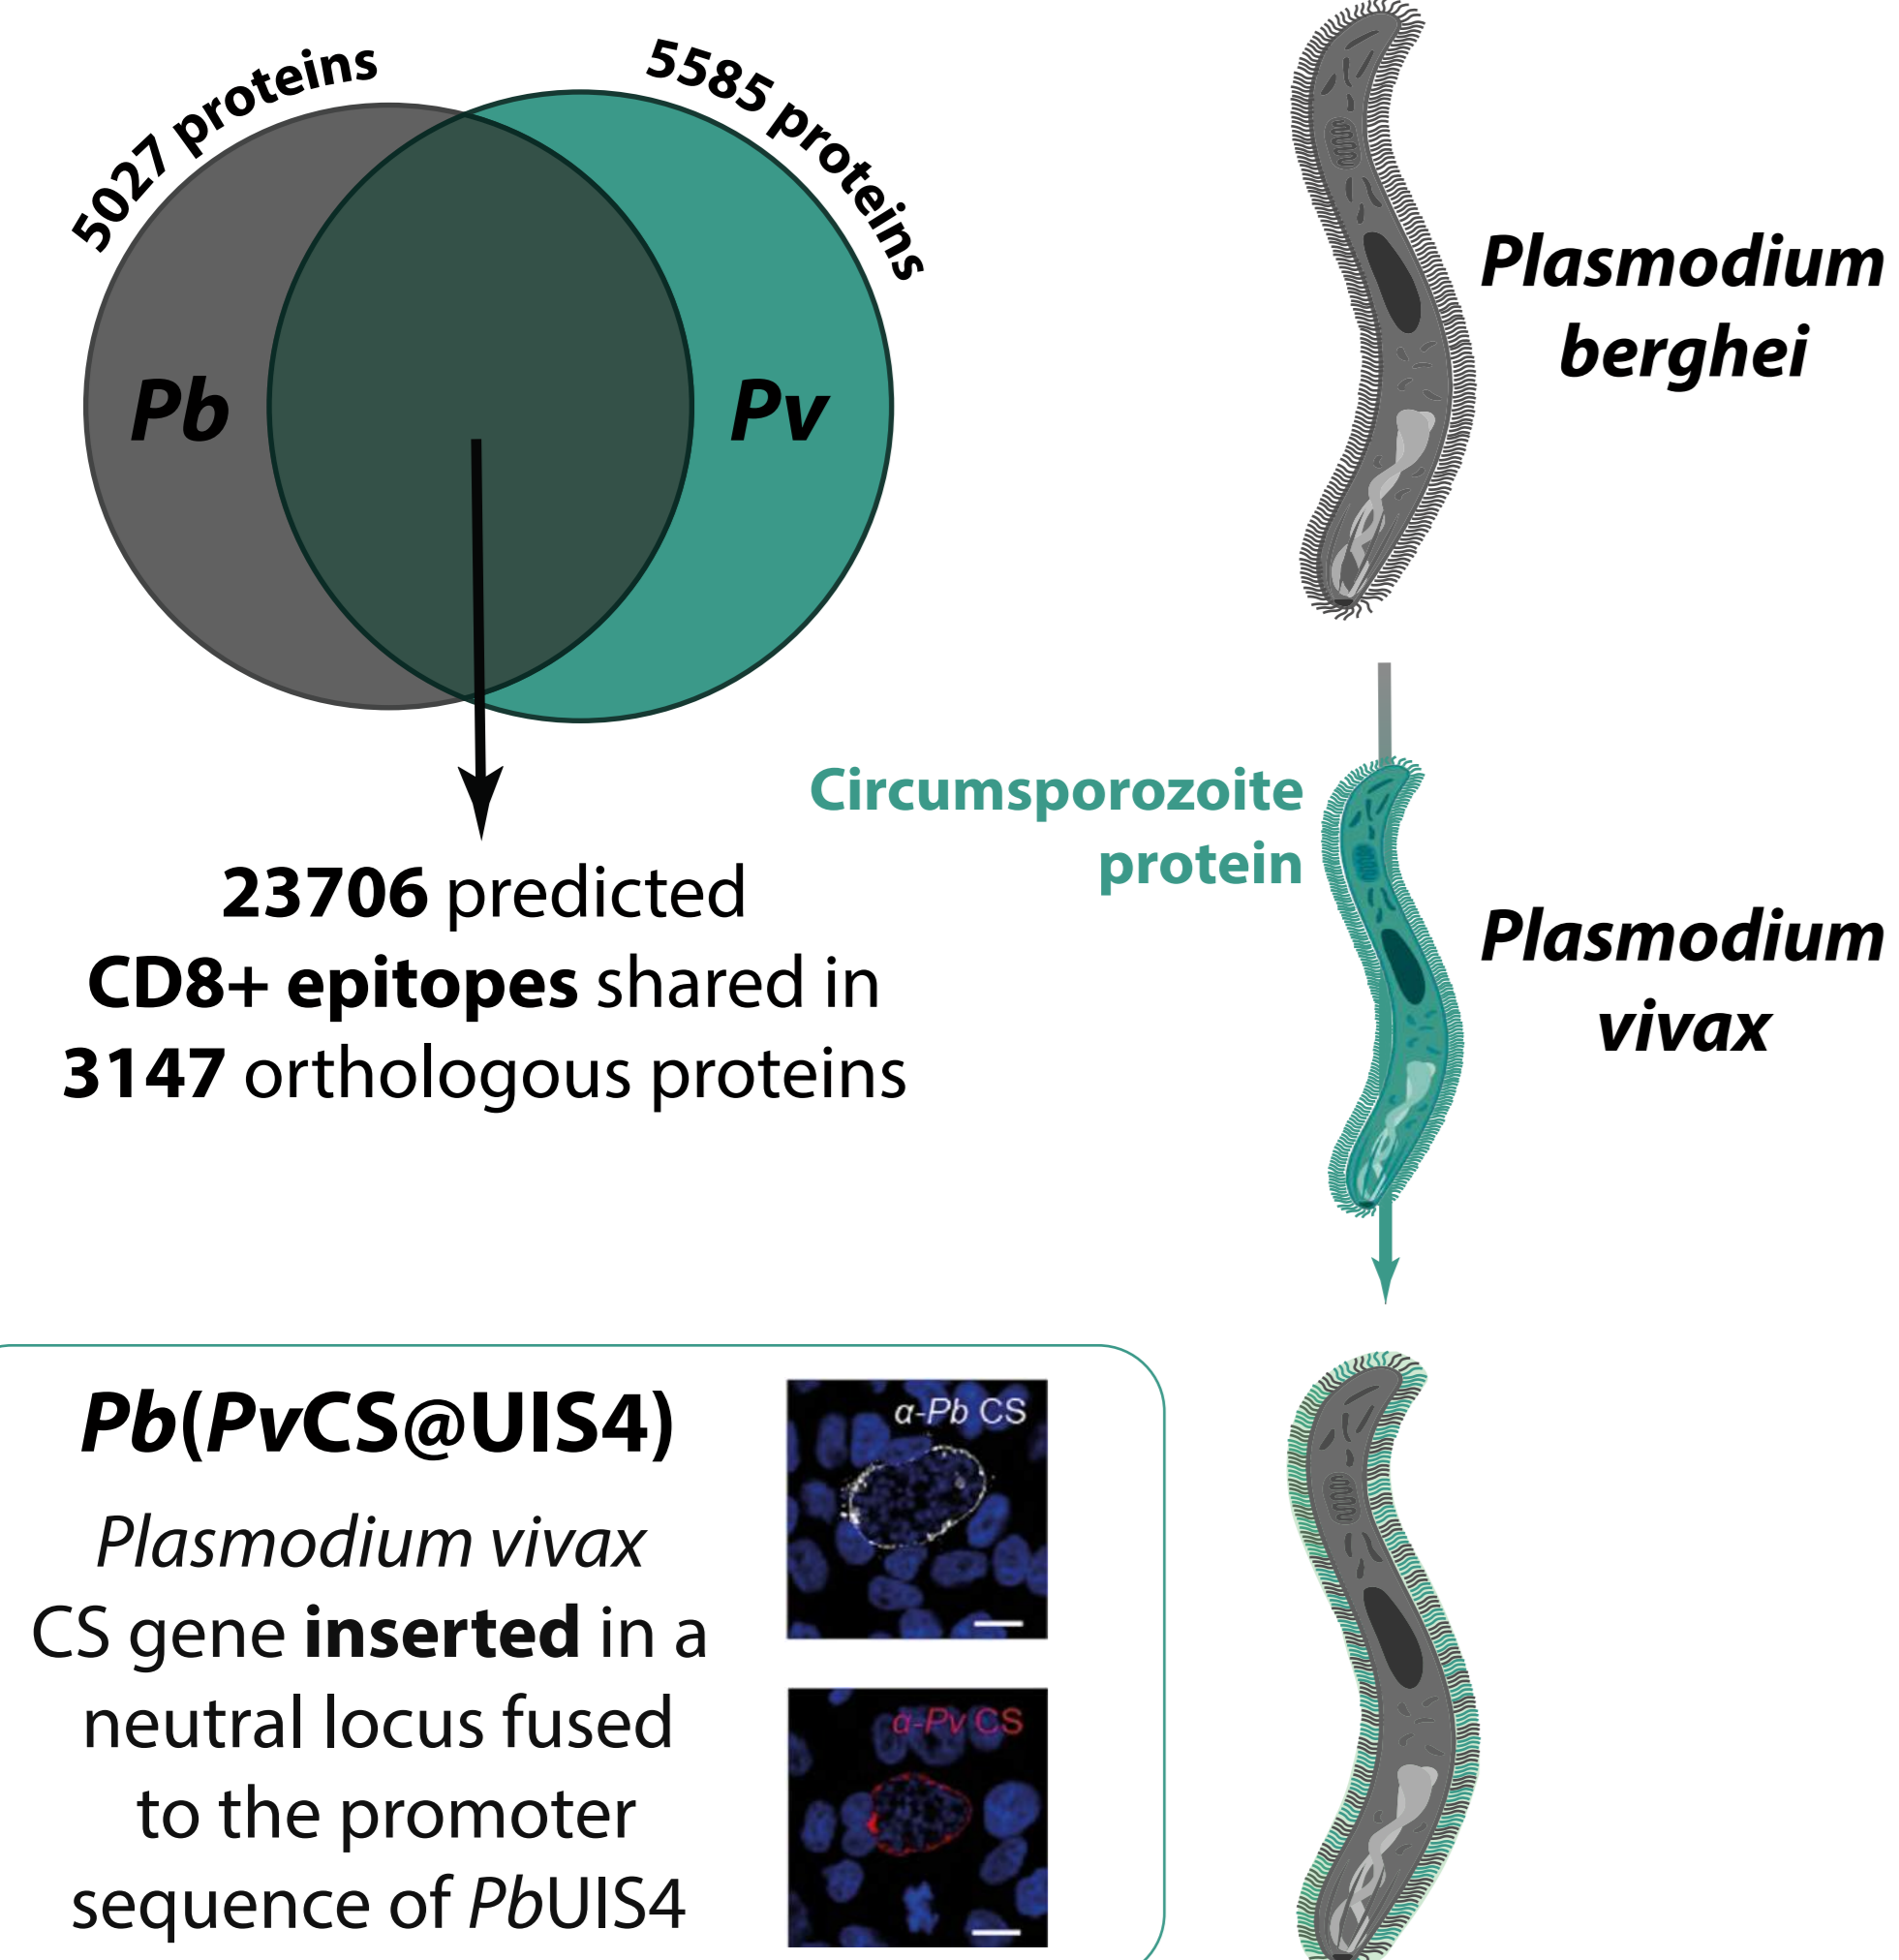 5027 proteins
5585 proteins
Pb
Pv
23706 predicted
CD8+ epitopes shared in
3147 orthologous proteins
Plasmodium
berghei
Circumsporozoite
protein
Plasmodium
vivax
Pb(PvCS@UIS4)
Plasmodium vivax
CS gene inserted in a
neutral locus fused
to the promoter
sequence of PbUIS4
α-Pb CS
α-Pv CS